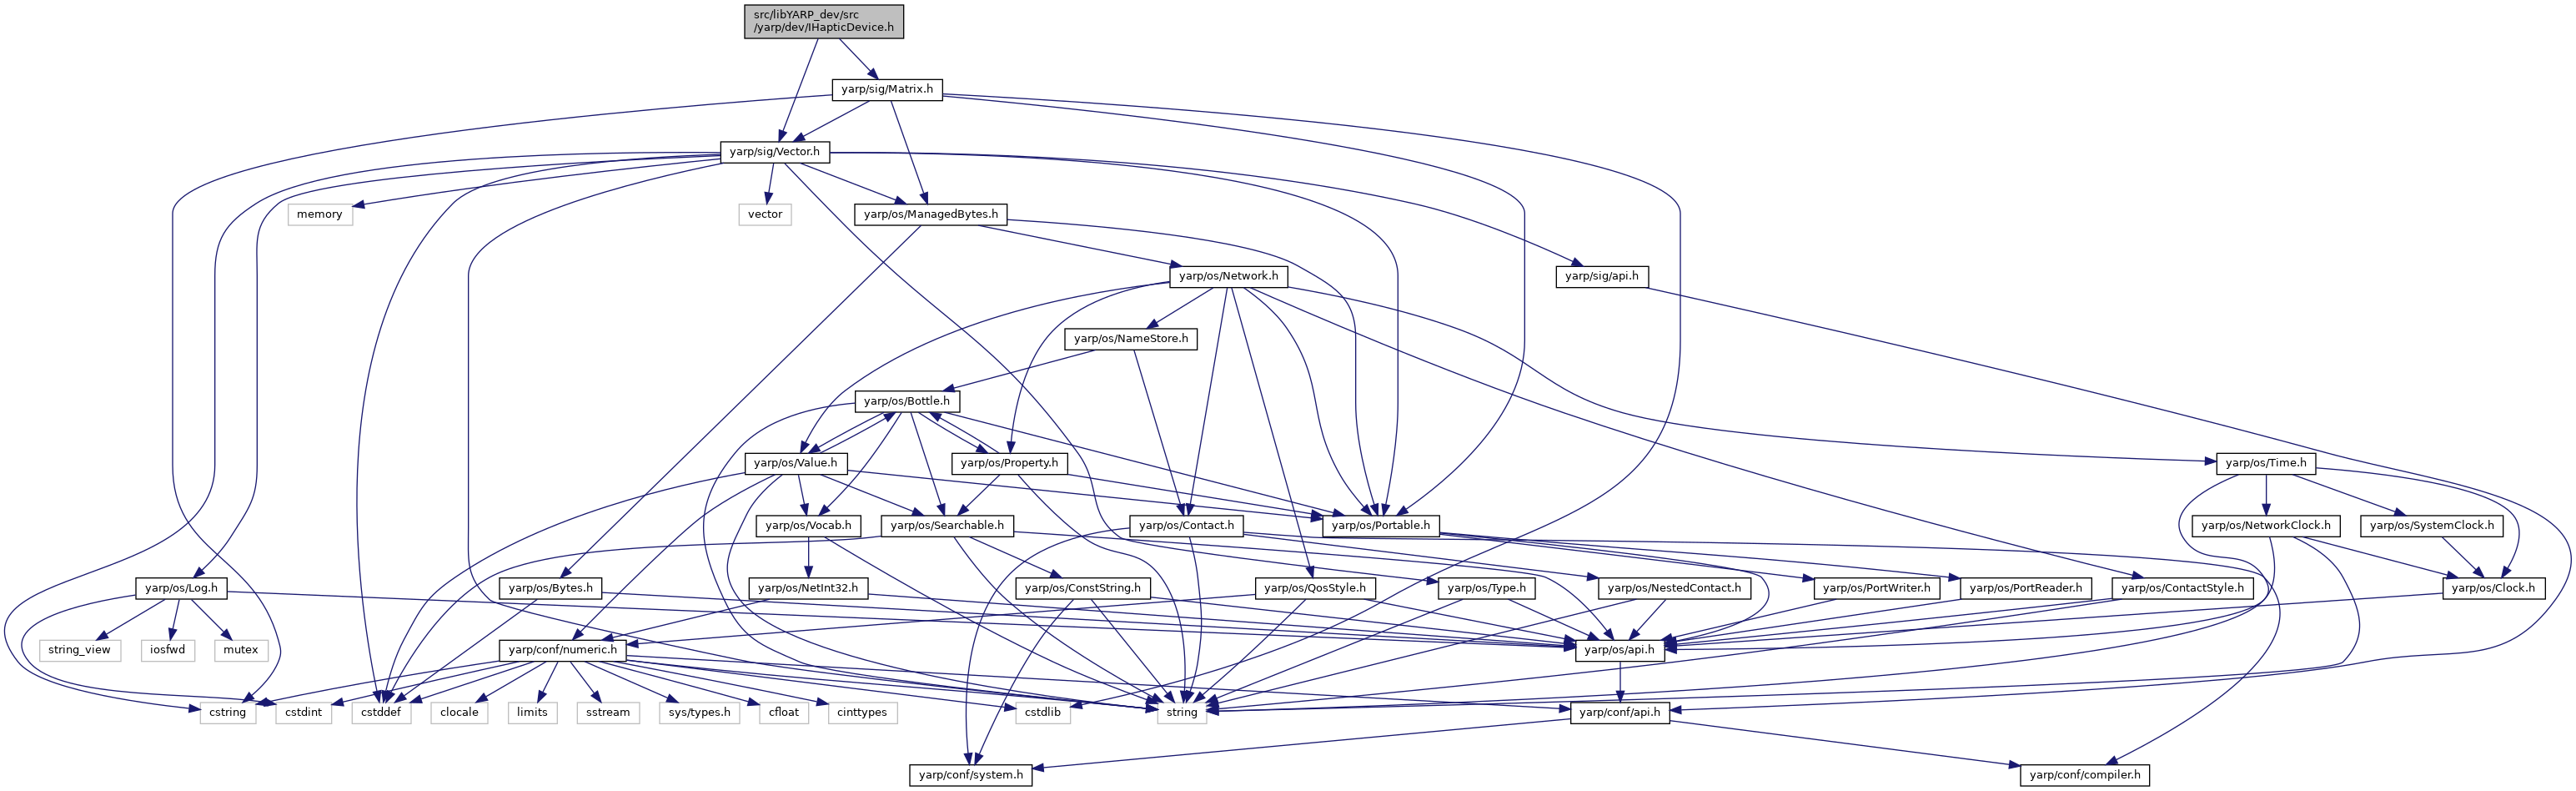 src/libYARP_dev/src
/yarp/dev/IHapticDevice.h
yarp/sig/Matrix.h
yarp/sig/Vector.h
memory
vector
yarp/os/ManagedBytes.h
yarp/os/Network.h
yarp/sig/api.h
yarp/os/NameStore.h
yarp/os/Bottle.h
yarp/os/Value.h
yarp/os/Property.h
yarp/os/Time.h
yarp/os/Vocab.h
yarp/os/Searchable.h
yarp/os/Contact.h
yarp/os/Portable.h
yarp/os/NetworkClock.h
yarp/os/SystemClock.h
yarp/os/Log.h
yarp/os/Bytes.h
yarp/os/NetInt32.h
yarp/os/ConstString.h
yarp/os/QosStyle.h
yarp/os/Type.h
yarp/os/NestedContact.h
yarp/os/PortWriter.h
yarp/os/PortReader.h
yarp/os/ContactStyle.h
yarp/os/Clock.h
string_view
iosfwd
mutex
yarp/conf/numeric.h
yarp/os/api.h
cstring
cstdint
cstddef
clocale
limits
sstream
sys/types.h
cfloat
cinttypes
cstdlib
string
yarp/conf/api.h
yarp/conf/system.h
yarp/conf/compiler.h